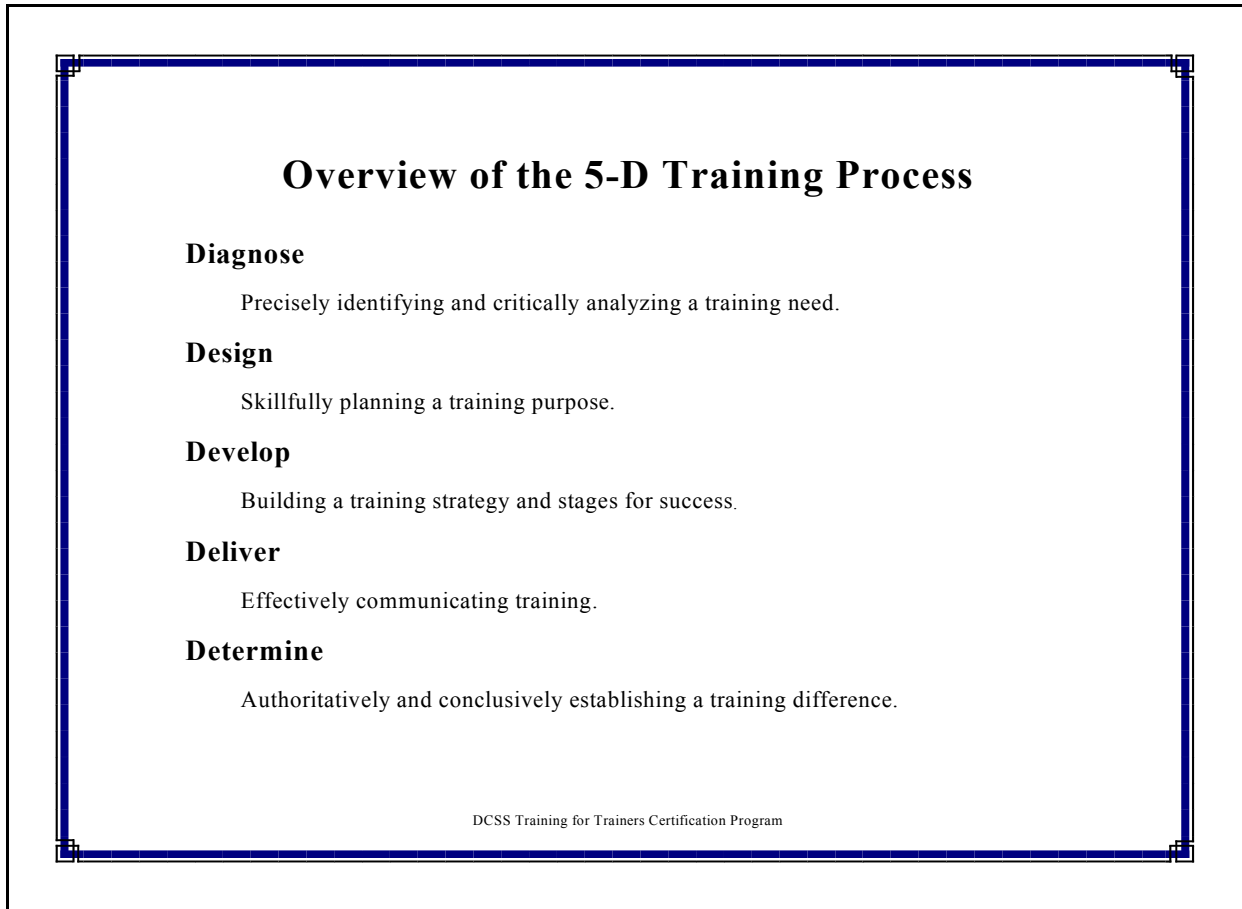 Overview of the 5-D Training Process
Diagnose
Precisely identifying and critically analyzing a training need.
Design
Skillfully planning a training purpose.
Develop
Building a training strategy and stages for success.
Deliver
Effectively communicating training.
Determine
Authoritatively and conclusively establishing a training difference.
DCSS Training for Trainers Certification Program